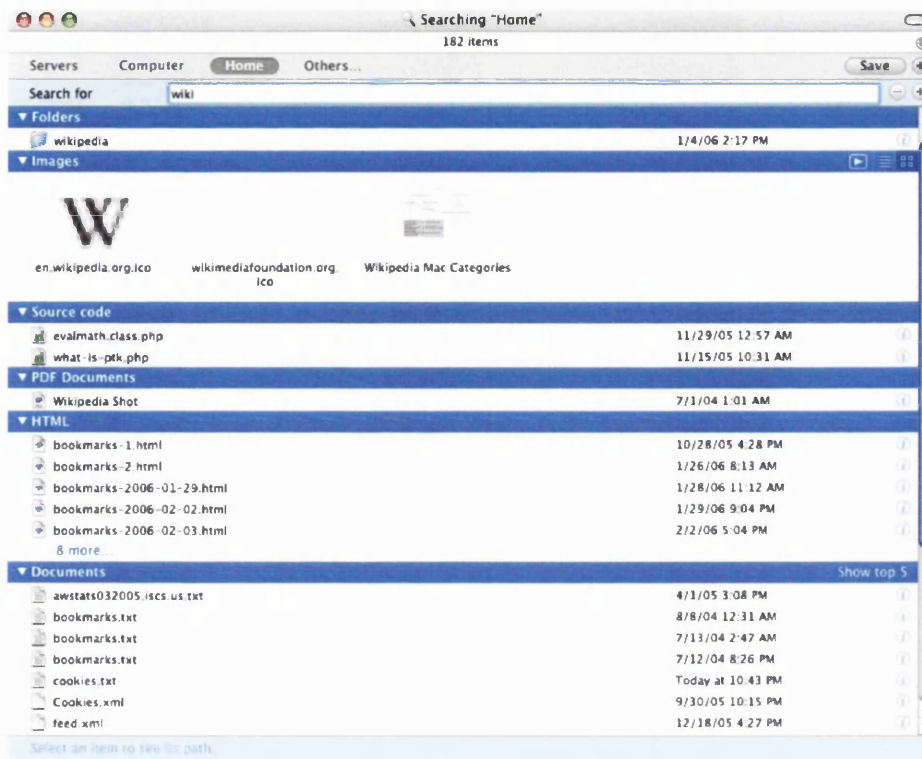 Searching "Home"
182 items
Servers Computer Home Others... Save
Search for wiki
Folders
wikipedia 1/4/06 2:17 PM
Images
W
en.wikipedia.org.ico wikimediafoundation.org.ico Wikipedia Mac Categories
Source code
evalmath.class.php 11/29/05 12:57 AM
what-is-ptk.php 11/15/05 10:31 AM
PDF Documents
Wikipedia Shot 7/1/04 1:01 AM
HTML
bookmarks-1.html 10/28/05 4:28 PM
bookmarks-2.html 1/26/06 8:13 AM
bookmarks-2006-01-29.html 1/28/06 11:12 AM
bookmarks-2006-02-02.html 1/29/06 9:04 PM
bookmarks-2006-02-03.html 2/2/06 5:04 PM
8 more...
Documents Show top 5
awstats032005.iscs.us.txt 4/1/05 3:08 PM
bookmarks.txt 8/8/04 12:31 AM
bookmarks.txt 7/13/04 2:47 AM
bookmarks.txt 7/12/04 8:26 PM
cookies.txt Today at 10:43 PM
Cookies.xml 9/30/05 10:15 PM
feed.xml 12/18/05 4:27 PM
Select an item to see its path.